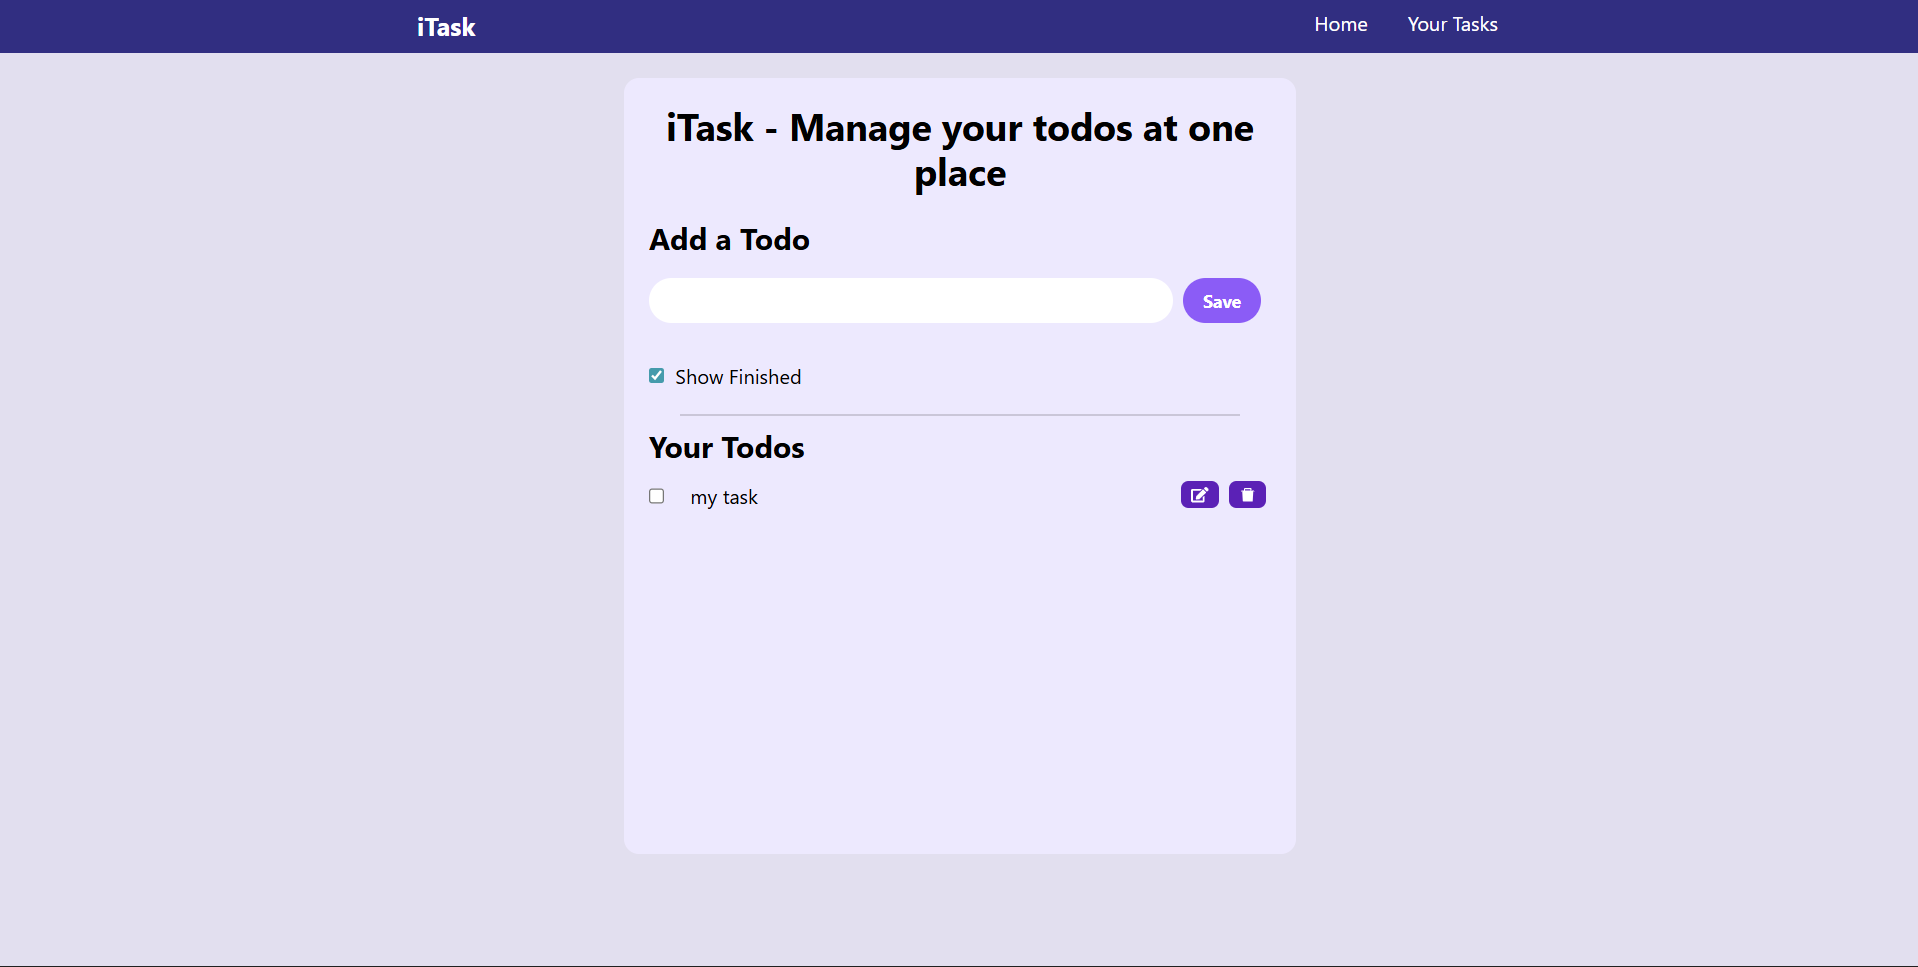 iTask
Home
Your Tasks
iTask - Manage your todos at one
place
Add a Todo
Save
Show Finished
Your Todos
my task